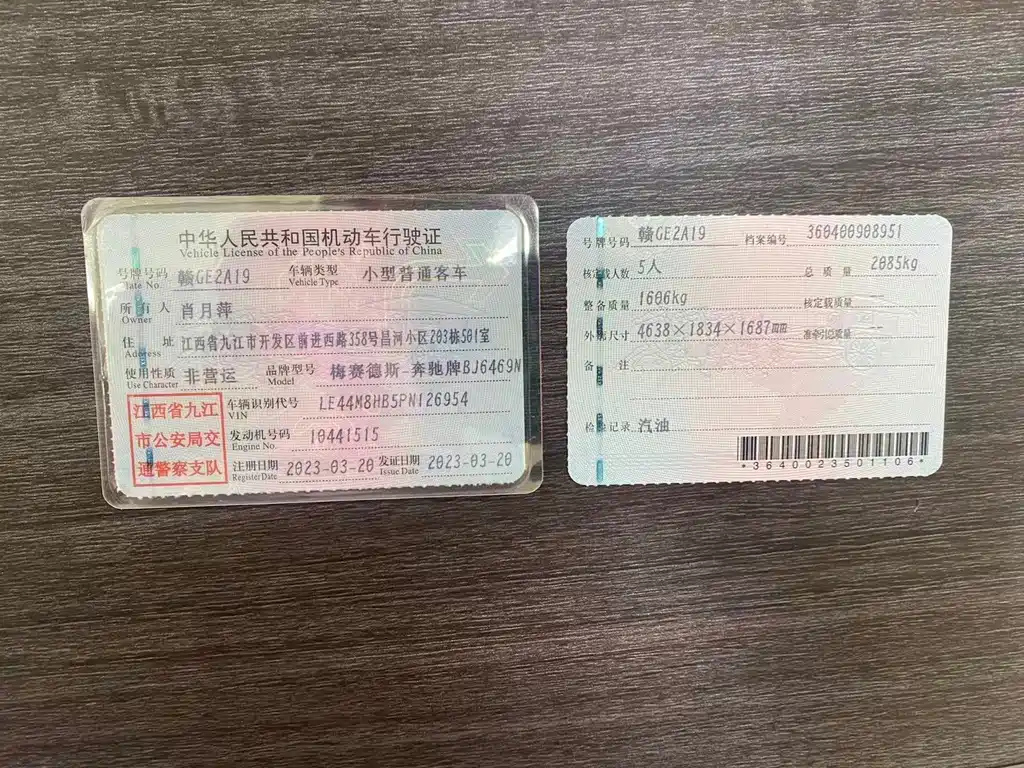 中华人民共和国机动车行驶证
Vehicle License of the People's Republic of China
号牌号码 赣GE2A19 车辆类型 小型普通客车
late No. Vehicle Type
所有人 肖月萍
Owner
住址 江西省九江市开发区前进西路358号昌河小区203栋501室
Address
使用性质 非营运 品牌型号 梅赛德斯-奔驰牌BJ6469N
Use Character Model
江西省九江
市公安局交
通警察支队
车辆识别代号 LE44M8HB5PN126954
VIN
发动机号码 10441515
Engine No.
注册日期 2023-03-20 发证日期 2023-03-20
Register Date Issue Date
号牌号码 赣GE2A19 档案编号 360400908951
核定载人数 5人 总质量 2085kg
整备质量 1606kg 核定载质量 --
外廓尺寸 4638×1834×1687mm 准牵引总质量 --
备注
检验记录 汽油
*3640023501106*